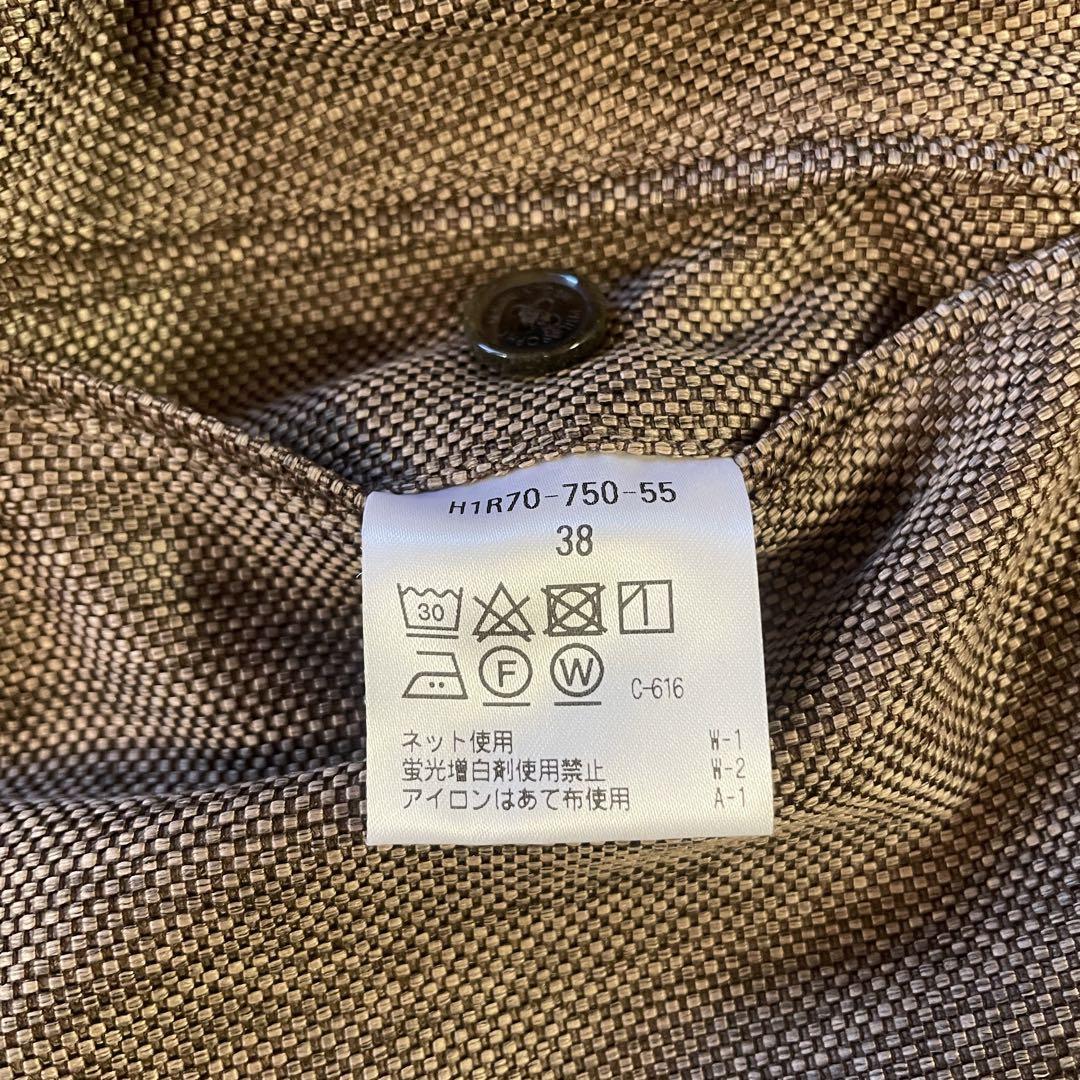 H1R70-750-55
38
30
F W C-616
ネット使用 W-1
蛍光増白剤使用禁止 W-2
アイロンはあて布使用 A-1